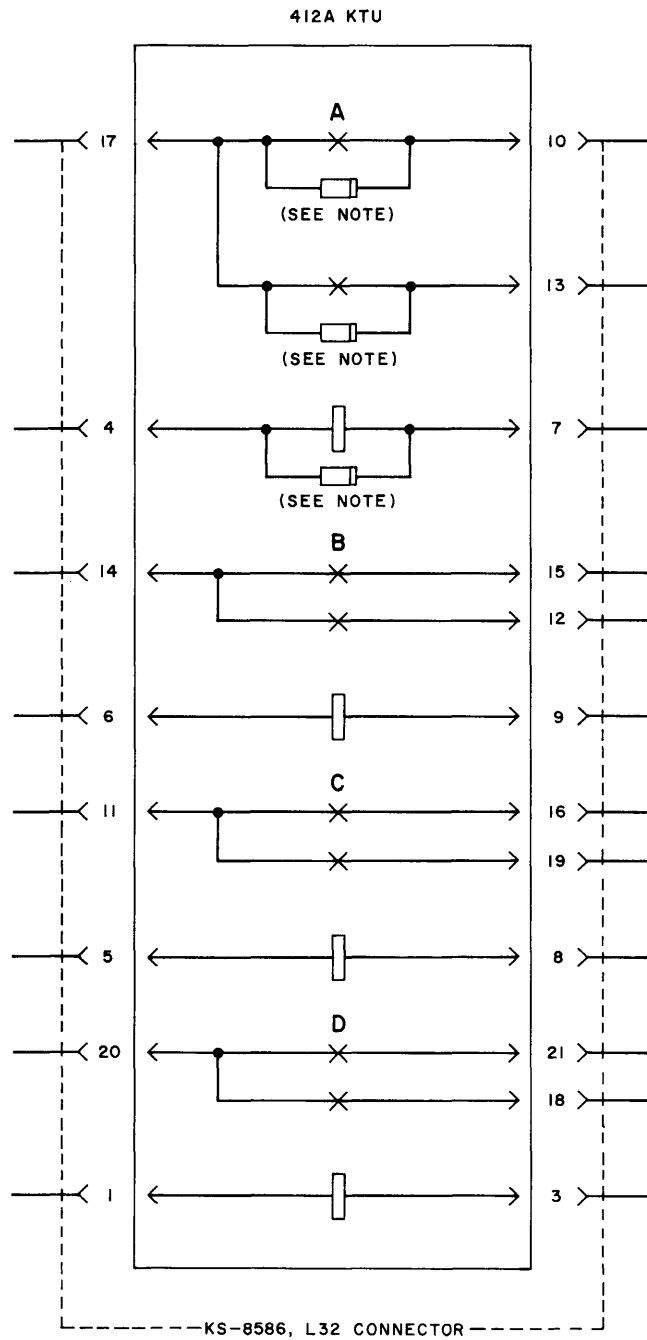 412A KTU
A
17 10
(SEE NOTE)
13
(SEE NOTE)
4 7
(SEE NOTE)
B
14 15
12
6 9
C
11 16
19
5 8
D
20 21
18
1 3
KS-8586, L32 CONNECTOR